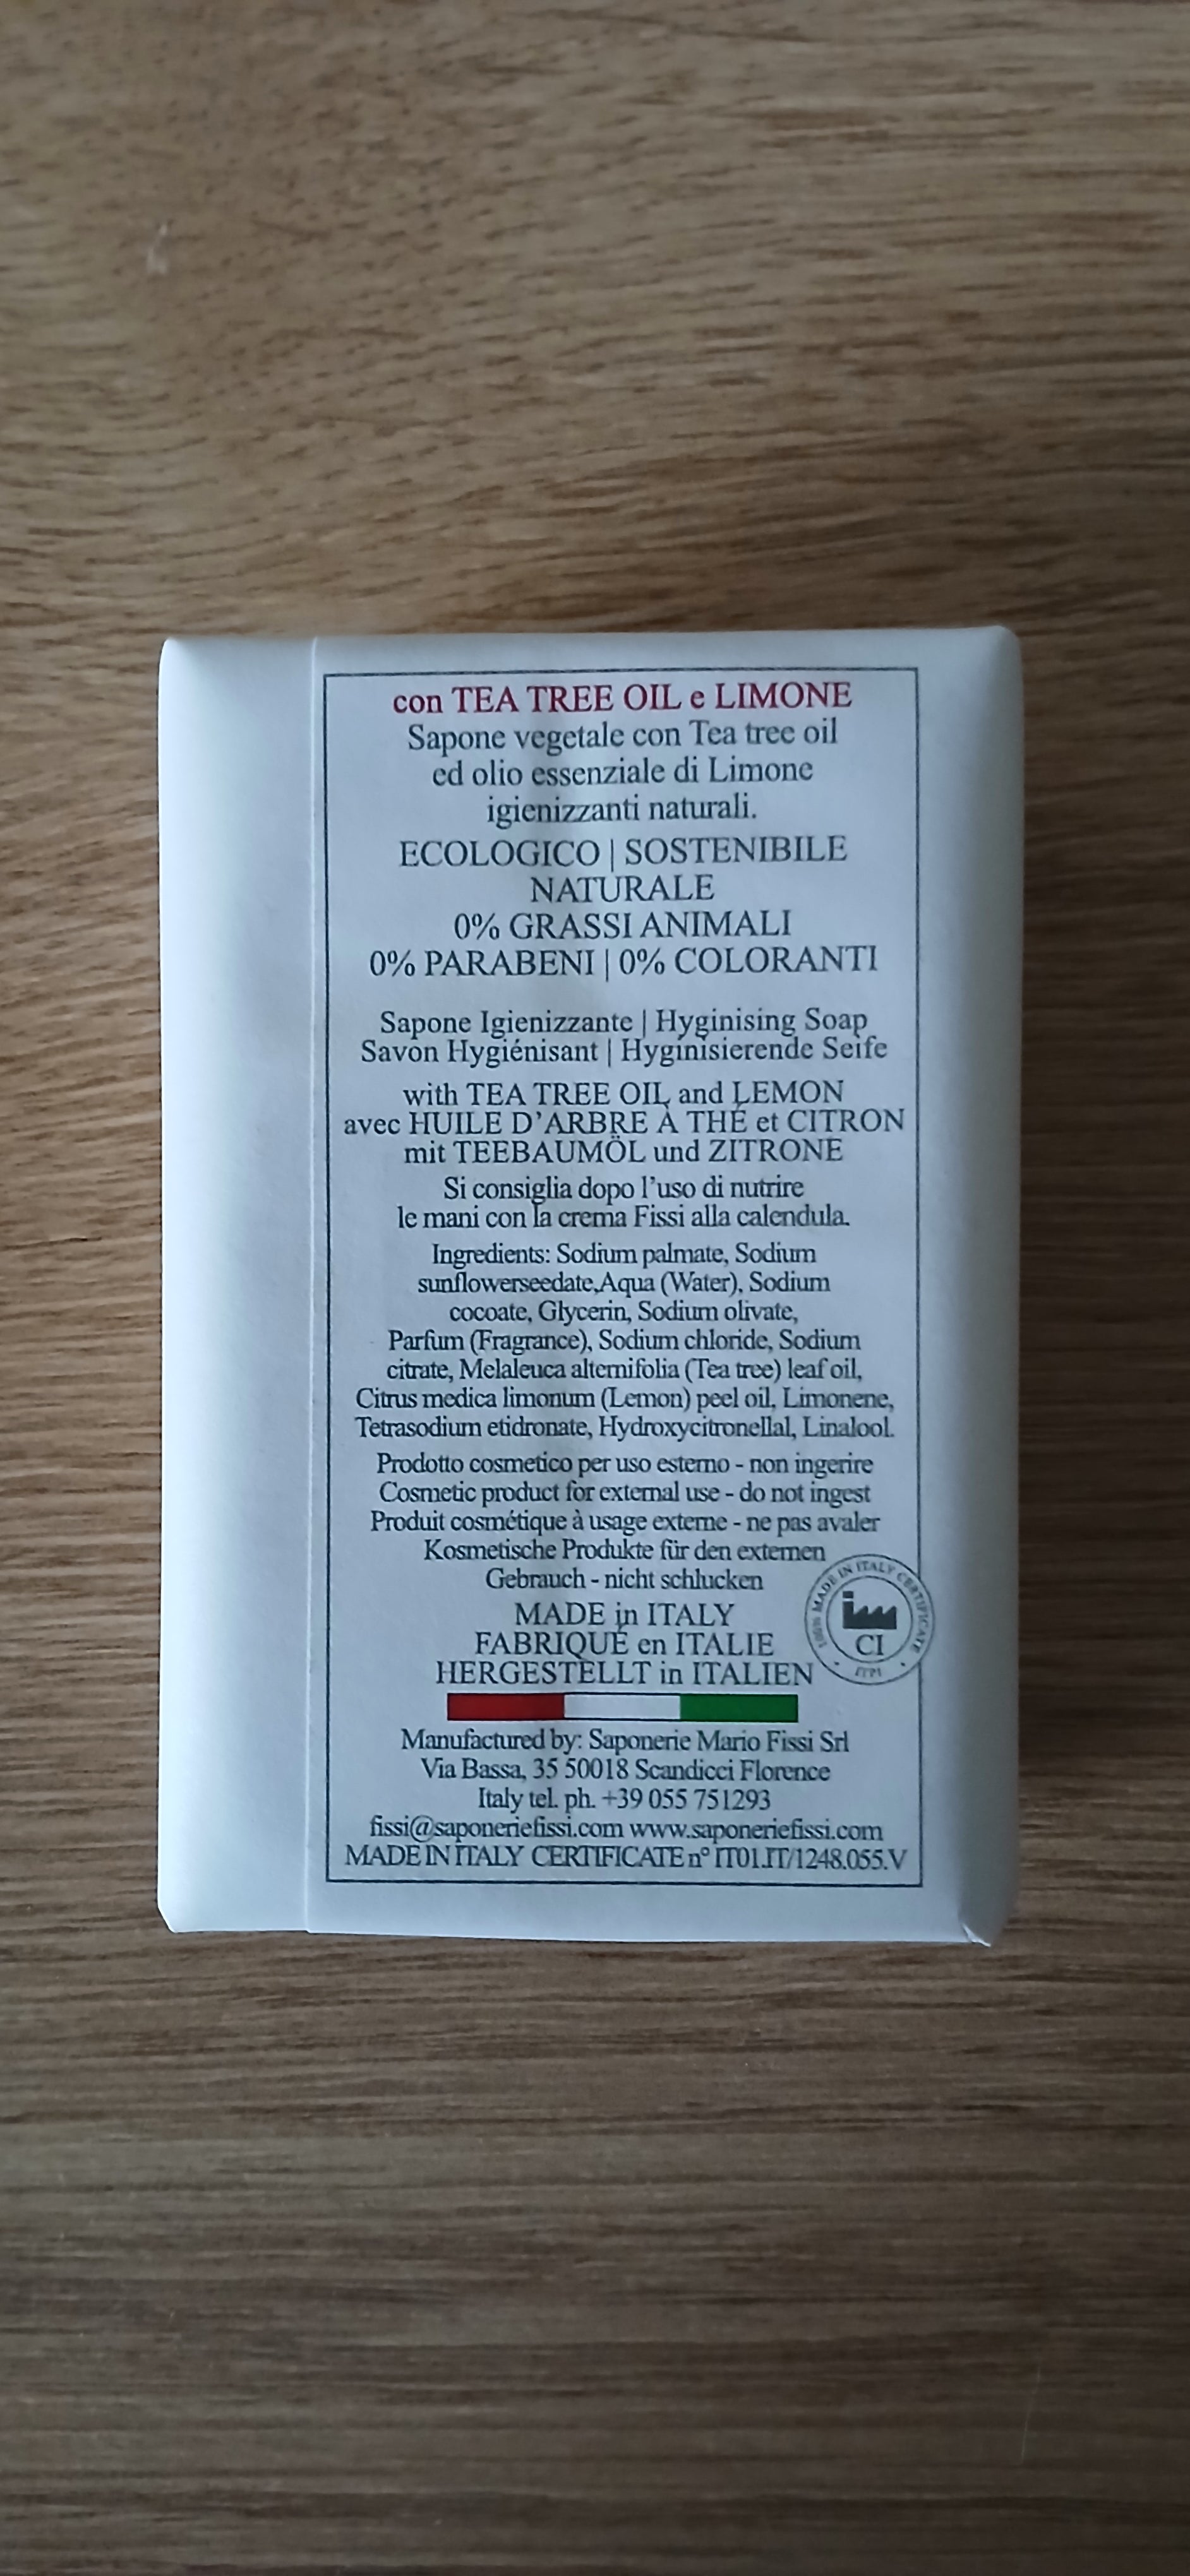 con TEA TREE OIL e LIMONE
Sapone vegetale con Tea tree oil
ed olio essenziale di Limone
igienizzanti naturali.
ECOLOGICO | SOSTENIBILE
NATURALE
0% GRASSI ANIMALI
0% PARABENI | 0% COLORANTI
Sapone Igienizzante | Hyginising Soap
Savon Hygiénisant | Hyginisierende Seife
with TEA TREE OIL and LEMON
avec HUILE D'ARBRE À THÉ et CITRON
mit TEEBAUMÖL und ZITRONE
Si consiglia dopo l'uso di nutrire
le mani con la crema Fissi alla calendula.
Ingredients: Sodium palmate, Sodium
sunflowerseedate,Aqua (Water), Sodium
cocoate, Glycerin, Sodium olivate,
Parfum (Fragrance), Sodium chloride, Sodium
citrate, Melaleuca alternifolia (Tea tree) leaf oil,
Citrus medica limonum (Lemon) peel oil, Limonene,
Tetrasodium etidronate, Hydroxycitronellal, Linalool.
Prodotto cosmetico per uso esterno - non ingerire
Cosmetic product for external use - do not ingest
Produit cosmétique à usage externe - ne pas avaler
Kosmetische Produkte für den externen
Gebrauch - nicht schlucken
100% MADE IN ITALY CERTIFICATE
CI
ITPI
MADE in ITALY
FABRIQUÉ en ITALIE
HERGESTELLT in ITALIEN
Manufactured by: Saponerie Mario Fissi Srl
Via Bassa, 35 50018 Scandicci Florence
Italy tel. ph. +39 055 751293
fissi@saponeriefissi.com www.saponeriefissi.com
MADE IN ITALY CERTIFICATE n° IT01.IT/1248.055.V